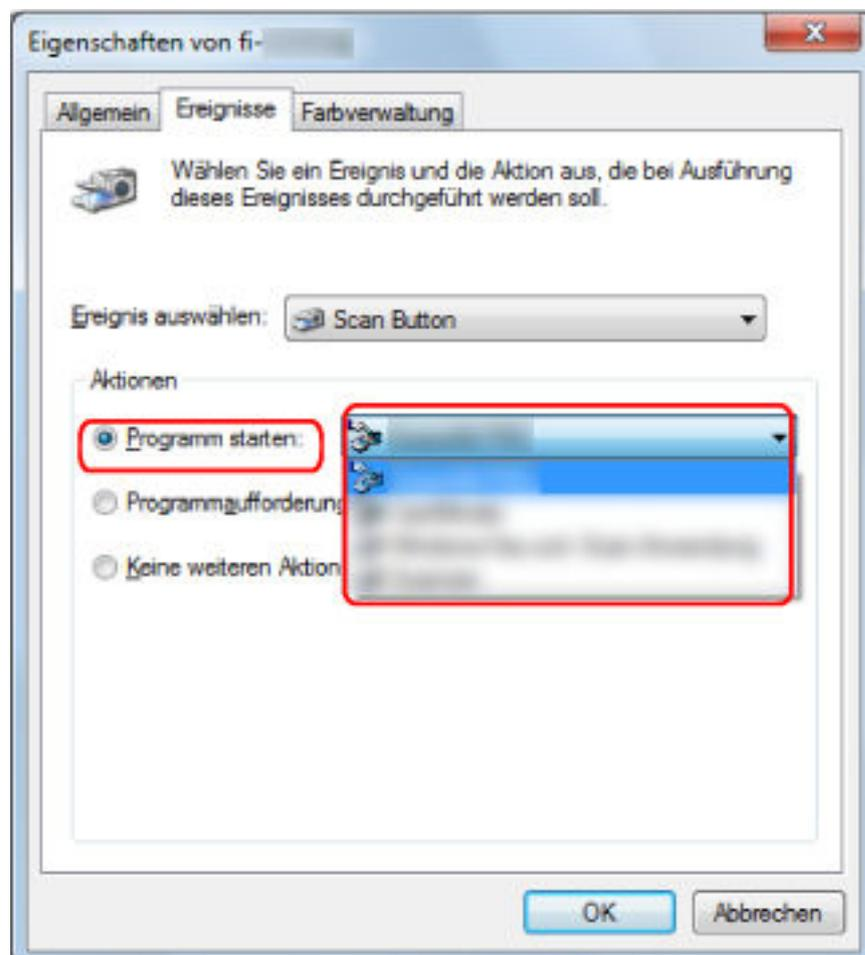 Eigenschaften von fi-
Allgemein
Ereignisse
Farbverwaltung
Wählen Sie ein Ereignis und die Aktion aus, die bei Ausführung
dieses Ereignisses durchgeführt werden soll.
Ereignis auswählen:
Scan Button
Aktionen
Programm starten:
Programmaufforderung
Keine weiteren Aktion
OK
Abbrechen